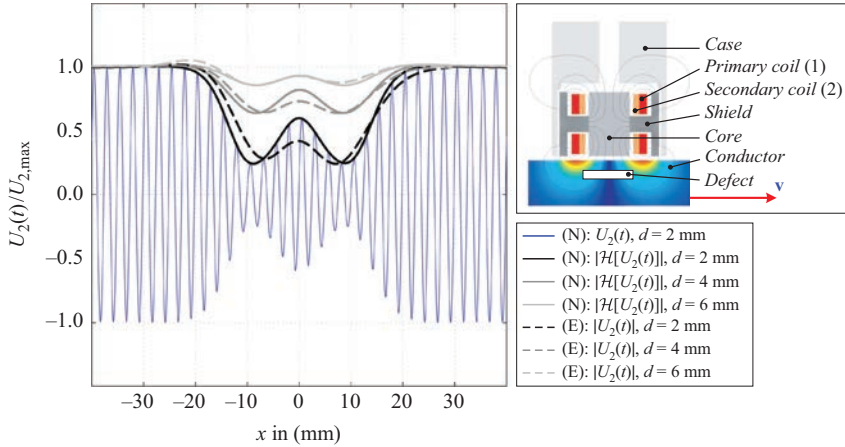 1.0
0.5
0.0
–0.5
–1.0
U₂(t)/U₂,max
–30 –20 –10 0 10 20 30
x in (mm)
Case
Primary coil (1)
Secondary coil (2)
Shield
Core
Conductor
Defect
v
(N): U₂(t), d = 2 mm
(N): |ℋ[U₂(t)]|, d = 2 mm
(N): |ℋ[U₂(t)]|, d = 4 mm
(N): |ℋ[U₂(t)]|, d = 6 mm
(E): |U₂(t)|, d = 2 mm
(E): |U₂(t)|, d = 4 mm
(E): |U₂(t)|, d = 6 mm